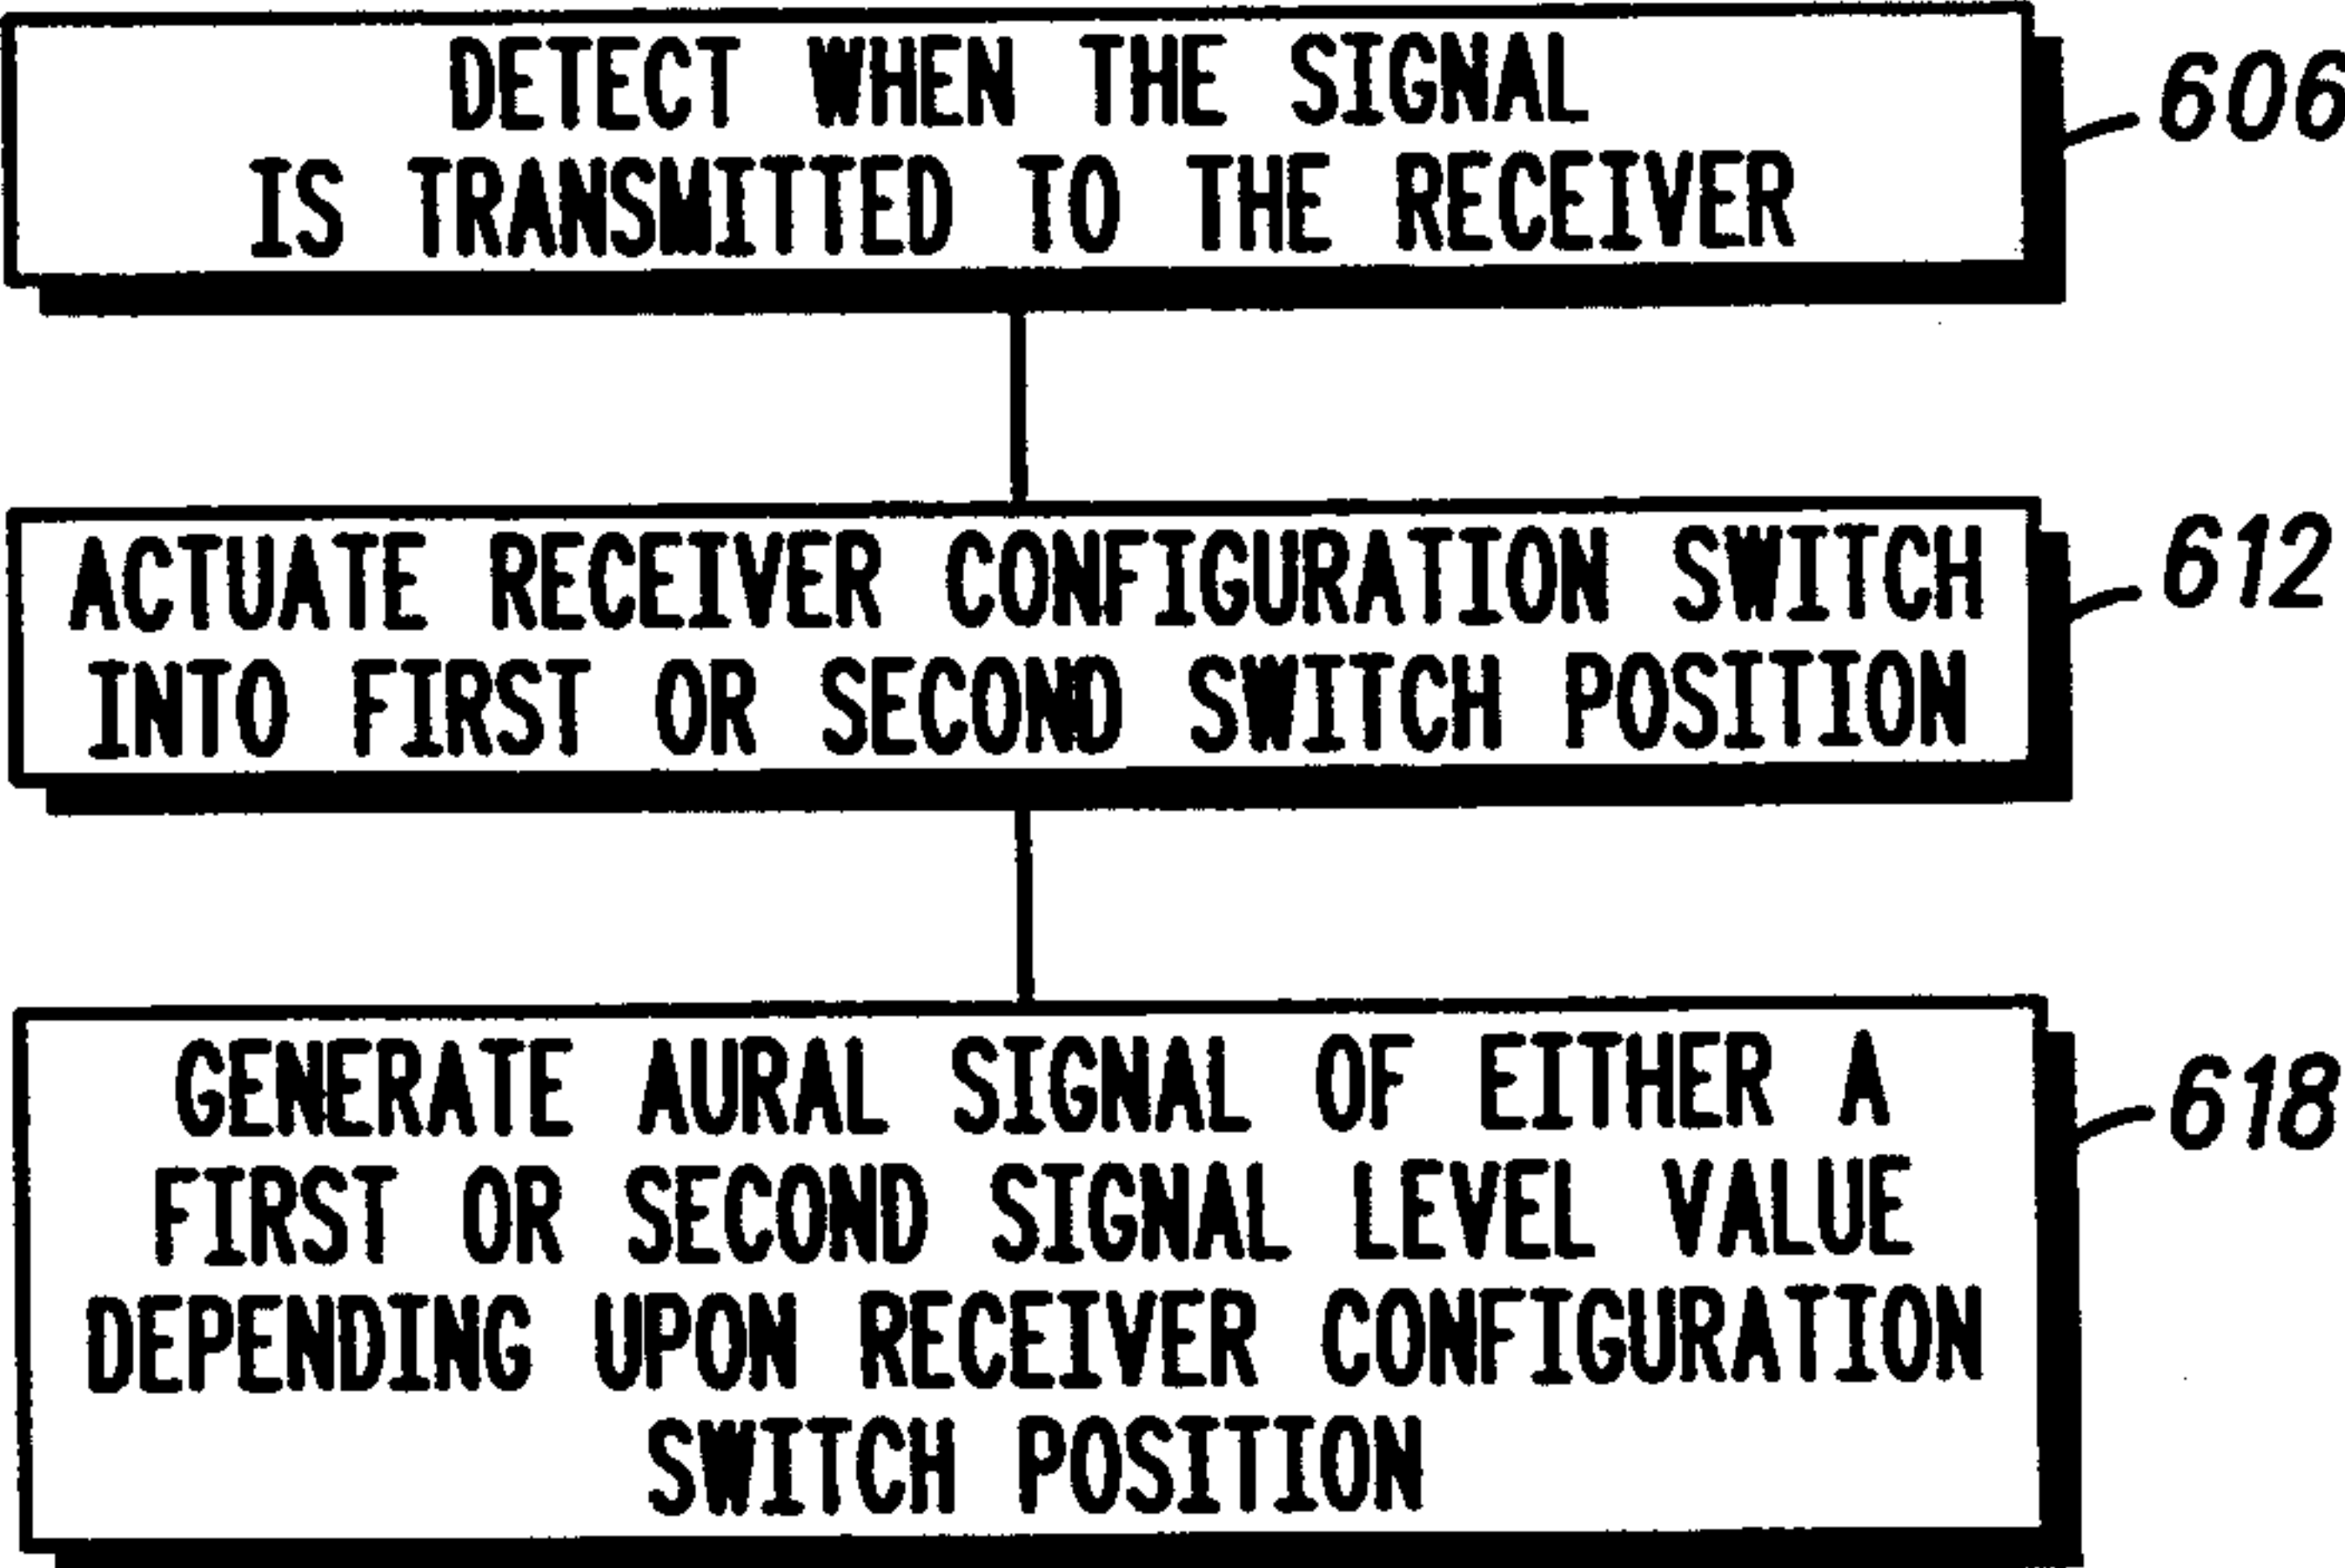 DETECT WHEN THE SIGNAL
IS TRANSMITTED TO THE RECEIVER
606
ACTUATE RECEIVER CONFIGURATION SWITCH
INTO FIRST OR SECOND SWITCH POSITION
612
GENERATE AURAL SIGNAL OF EITHER A
FIRST OR SECOND SIGNAL LEVEL VALUE
DEPENDING UPON RECEIVER CONFIGURATION
SWITCH POSITION
618